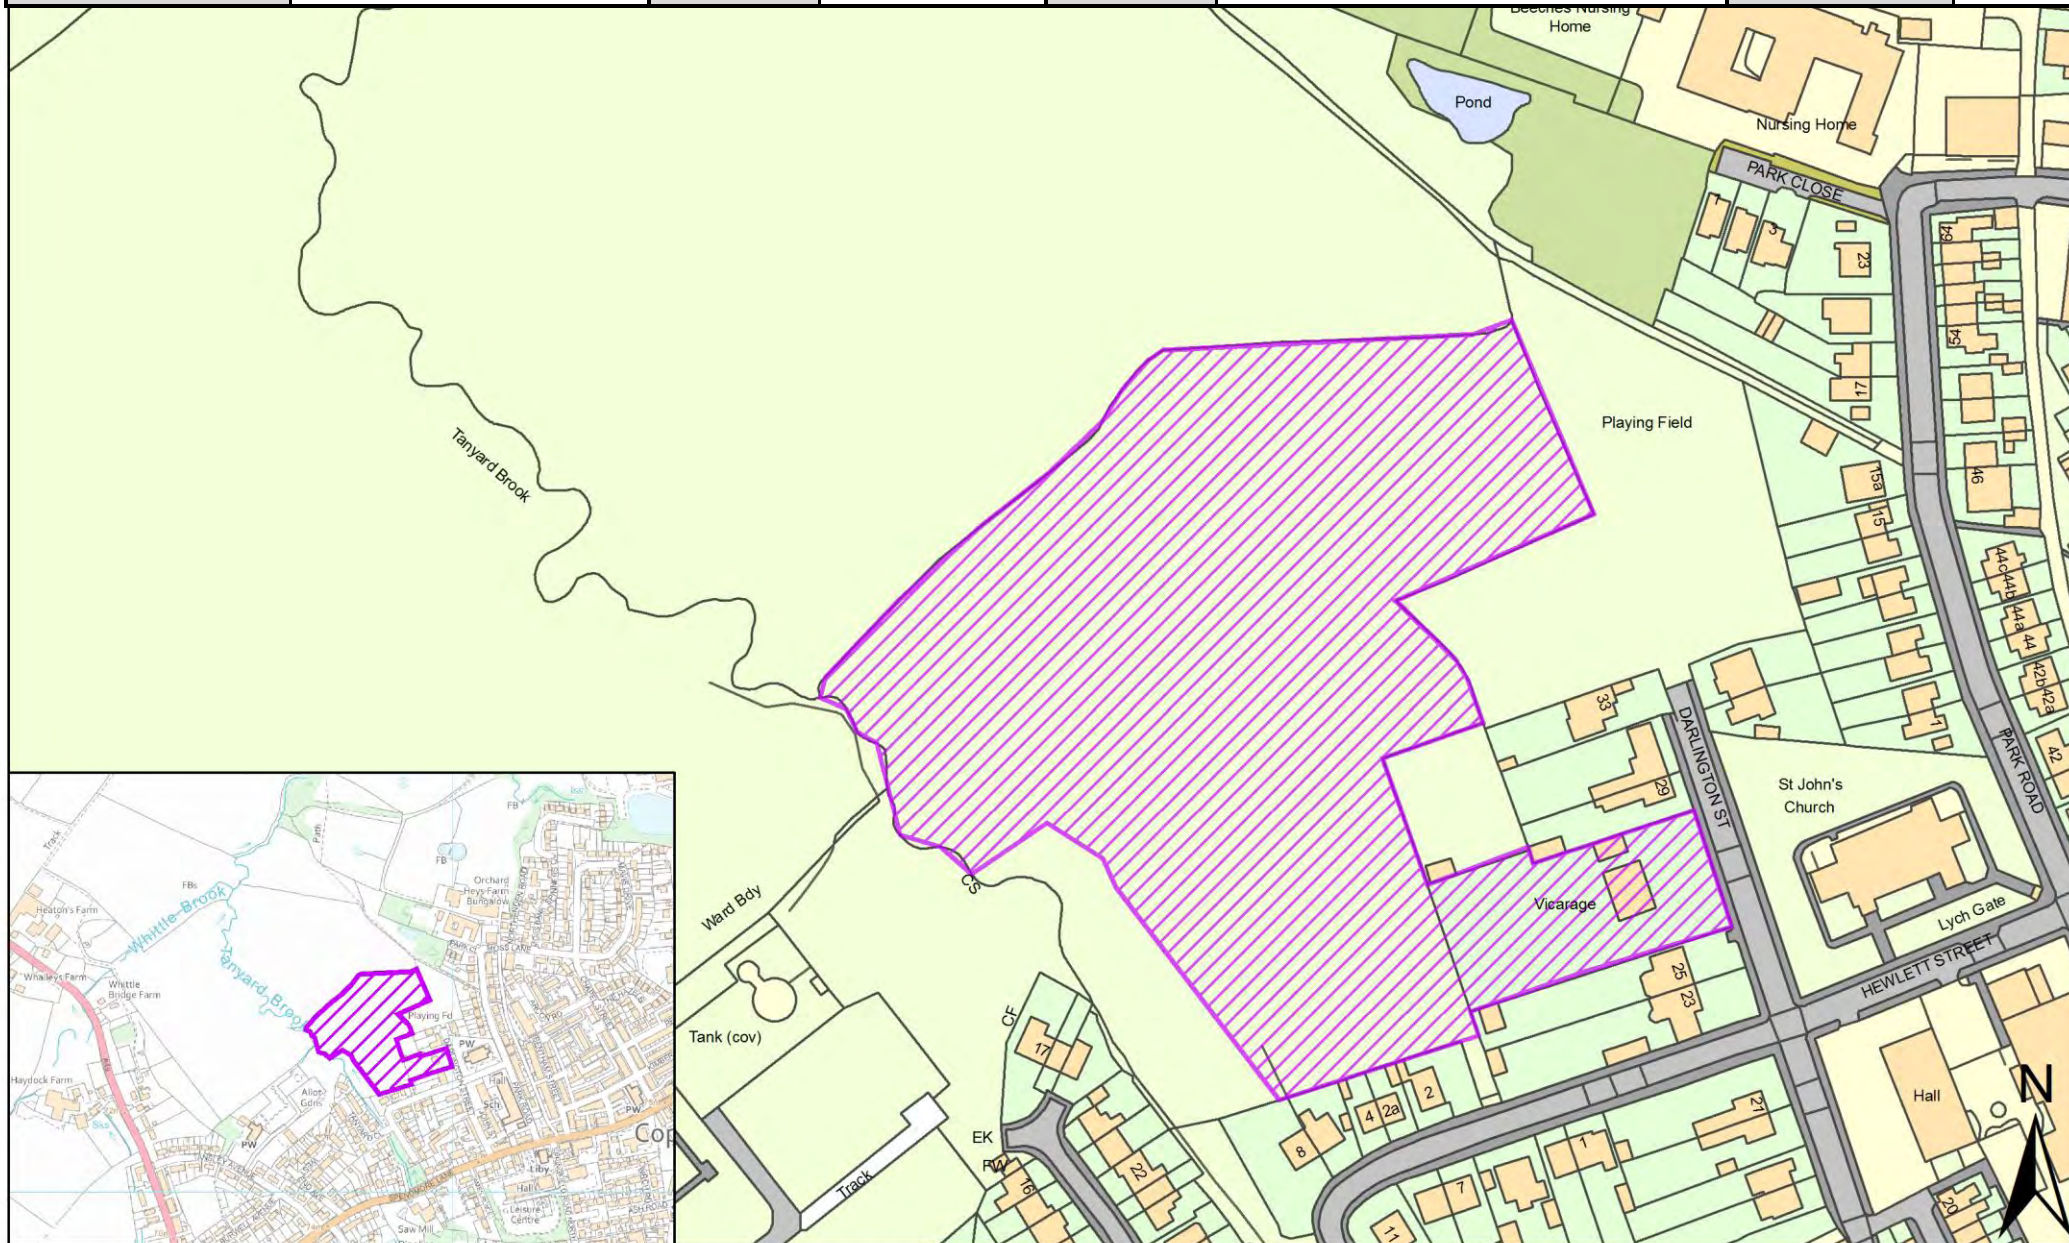 Home
Pond
Nursing Home
PARK CLOSE
1
3
23
64
54
17
46
Playing Field
Tanyard Brook
15a
15
44c
44b
44a
44
42b
42a
42
1
33
29
DARLINGTON ST
PARK ROAD
St John's
Church
Vicarage
Lych Gate
HEWLETT STREET
25
23
CS
Ward Bdy
Tank (cov)
CF
17
EK
FW
16
22
Track
8
4
2a
2
1
7
11
21
20
Hall
N
Track
Path
FB
FBs
Heaton's Farm
Whittle Brook
Orchard
Heys Farm
Bungalow
Whalleys Farm
Whittle
Bridge Farm
Tanyard Brook
Playing Fd
PW
Haydock Farm
Allot
Gdns
Hall
Sch
PW
PW
Cop
Liby
Hall
Leisure
Centre
Saw Mill